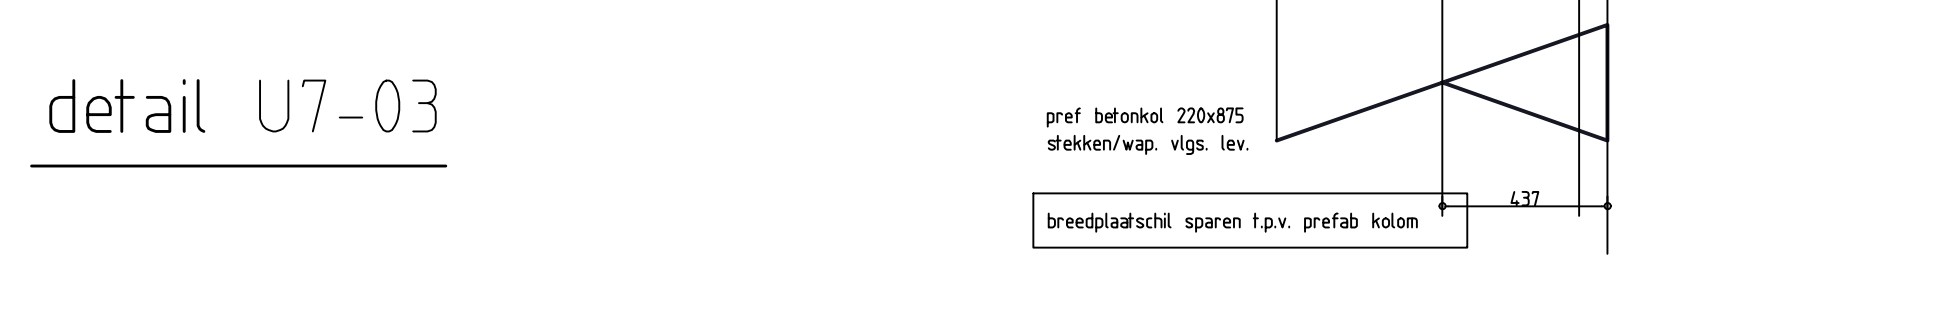 detail U7-03
pref betonkol 220x875
stekken/wap. vlgs. lev.
437
breedplaatschil sparen t.p.v. prefab kolom